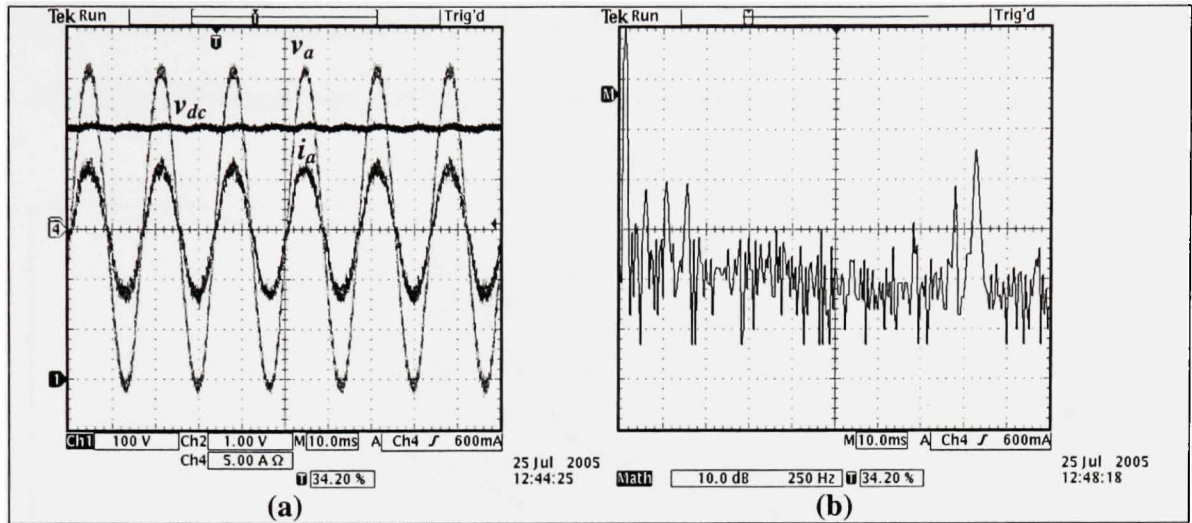 Tek Run Trig'd
T
v_a
v_dc
i_a
4
1
Ch1 100 V Ch2 1.00 V M 10.0ms A Ch4 ʃ 600mA
Ch4 5.00 A Ω
T 34.20 %
25 Jul 2005
12:44:25
(a)
Tek Run Trig'd
M
M 10.0ms A Ch4 ʃ 600mA
Math 10.0 dB 250 Hz T 34.20 %
25 Jul 2005
12:48:18
(b)